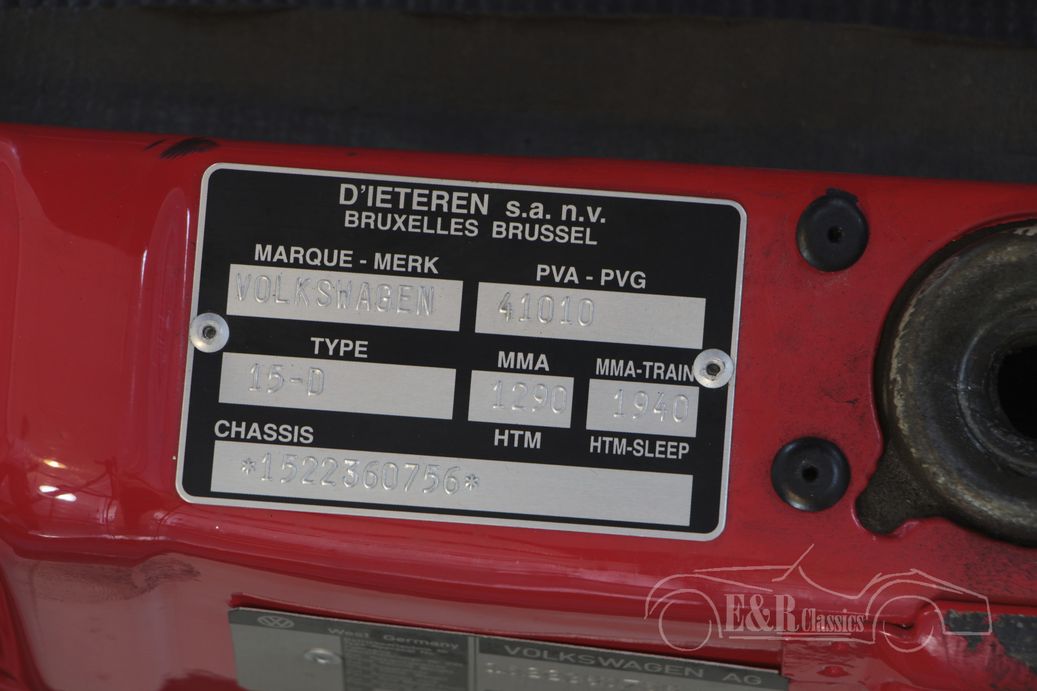 D'IETEREN s.a. n.v.
BRUXELLES BRUSSEL
MARQUE - MERK
PVA - PVG
VOLKSWAGEN
41010
TYPE
MMA
MMA-TRAIN
15-D
1290
1940
HTM
HTM-SLEEP
CHASSIS
*1522360756*
E&R Classics
West Germany
VOLKSWAGEN AG